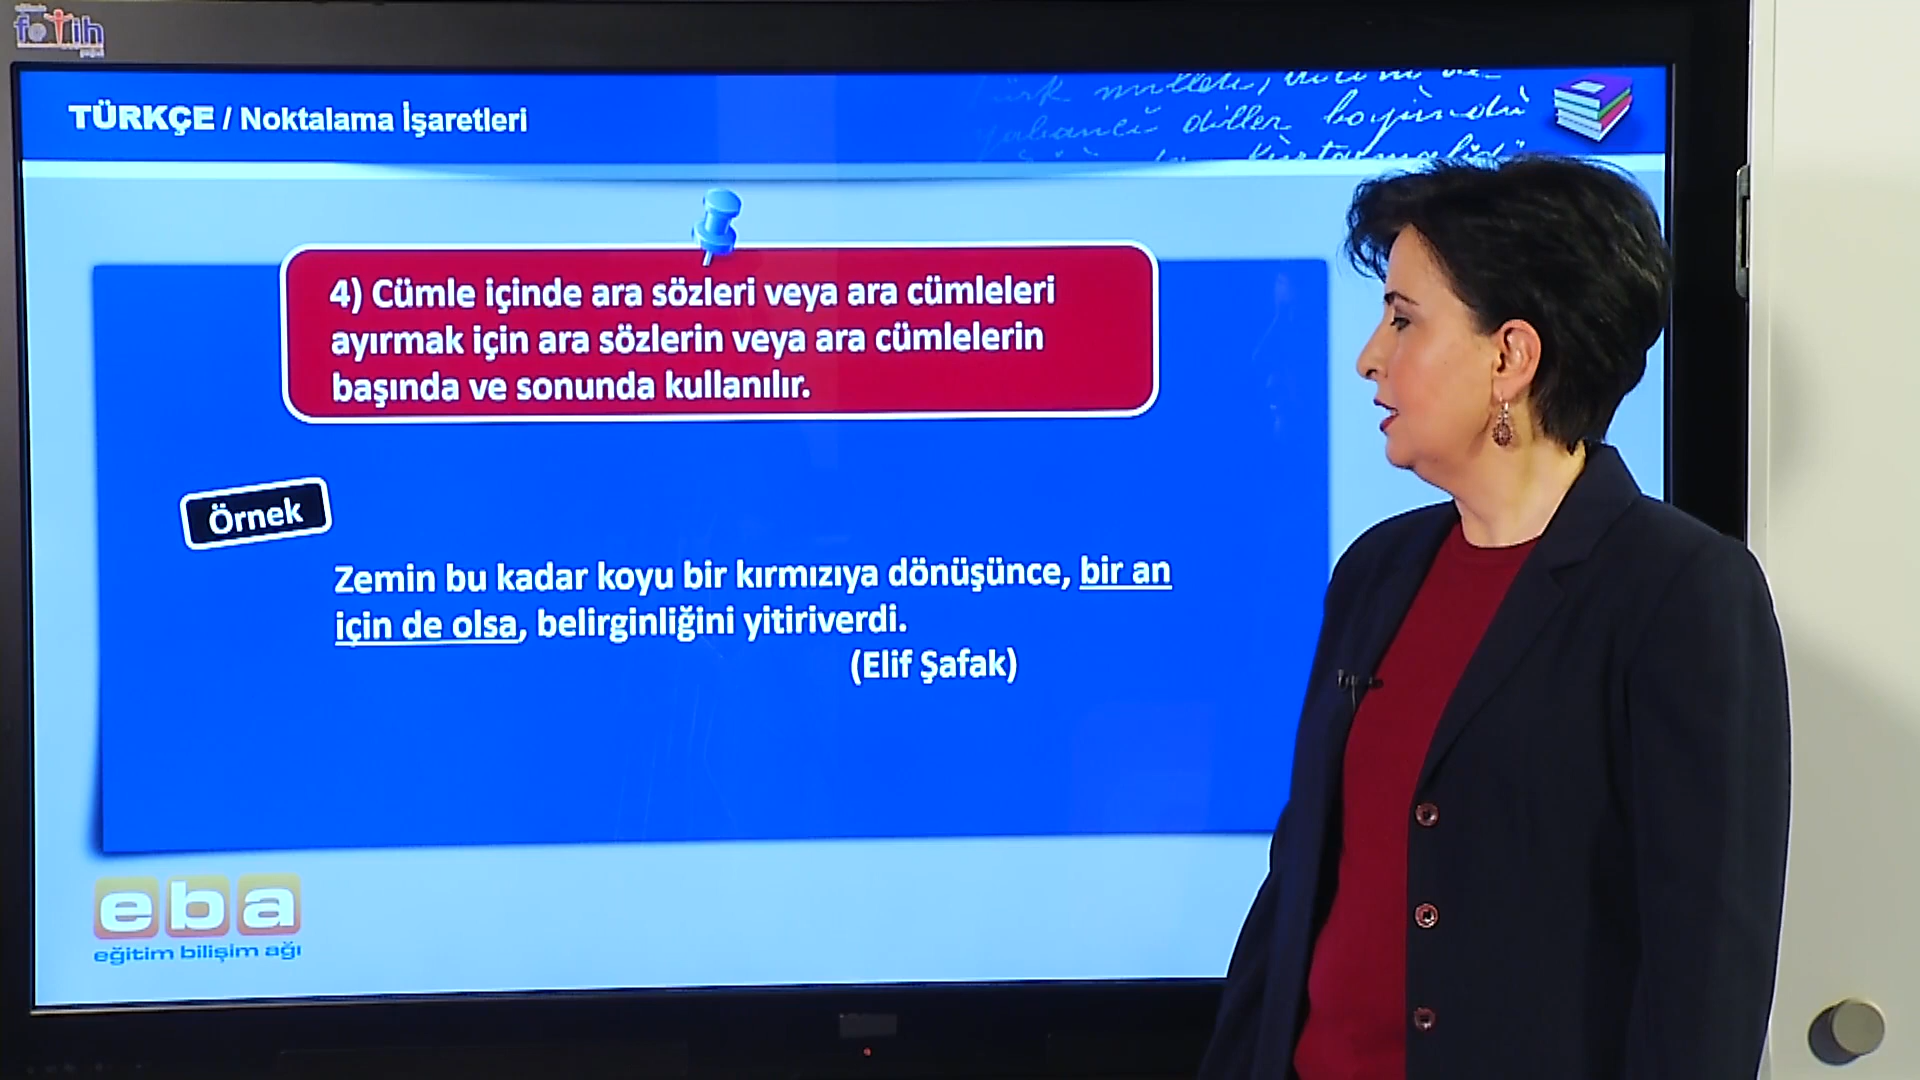 fatih
TÜRKÇE / Noktalama İşaretleri
diller boyundu
4) Cümle içinde ara sözleri veya ara cümleleri
ayırmak için ara sözlerin veya ara cümlelerin
başında ve sonunda kullanılır.
Örnek
Zemin bu kadar koyu bir kırmızıya dönüşünce, bir an
için de olsa, belirginliğini yitiriverdi.
(Elif Şafak)
eba
eğitim bilişim ağı